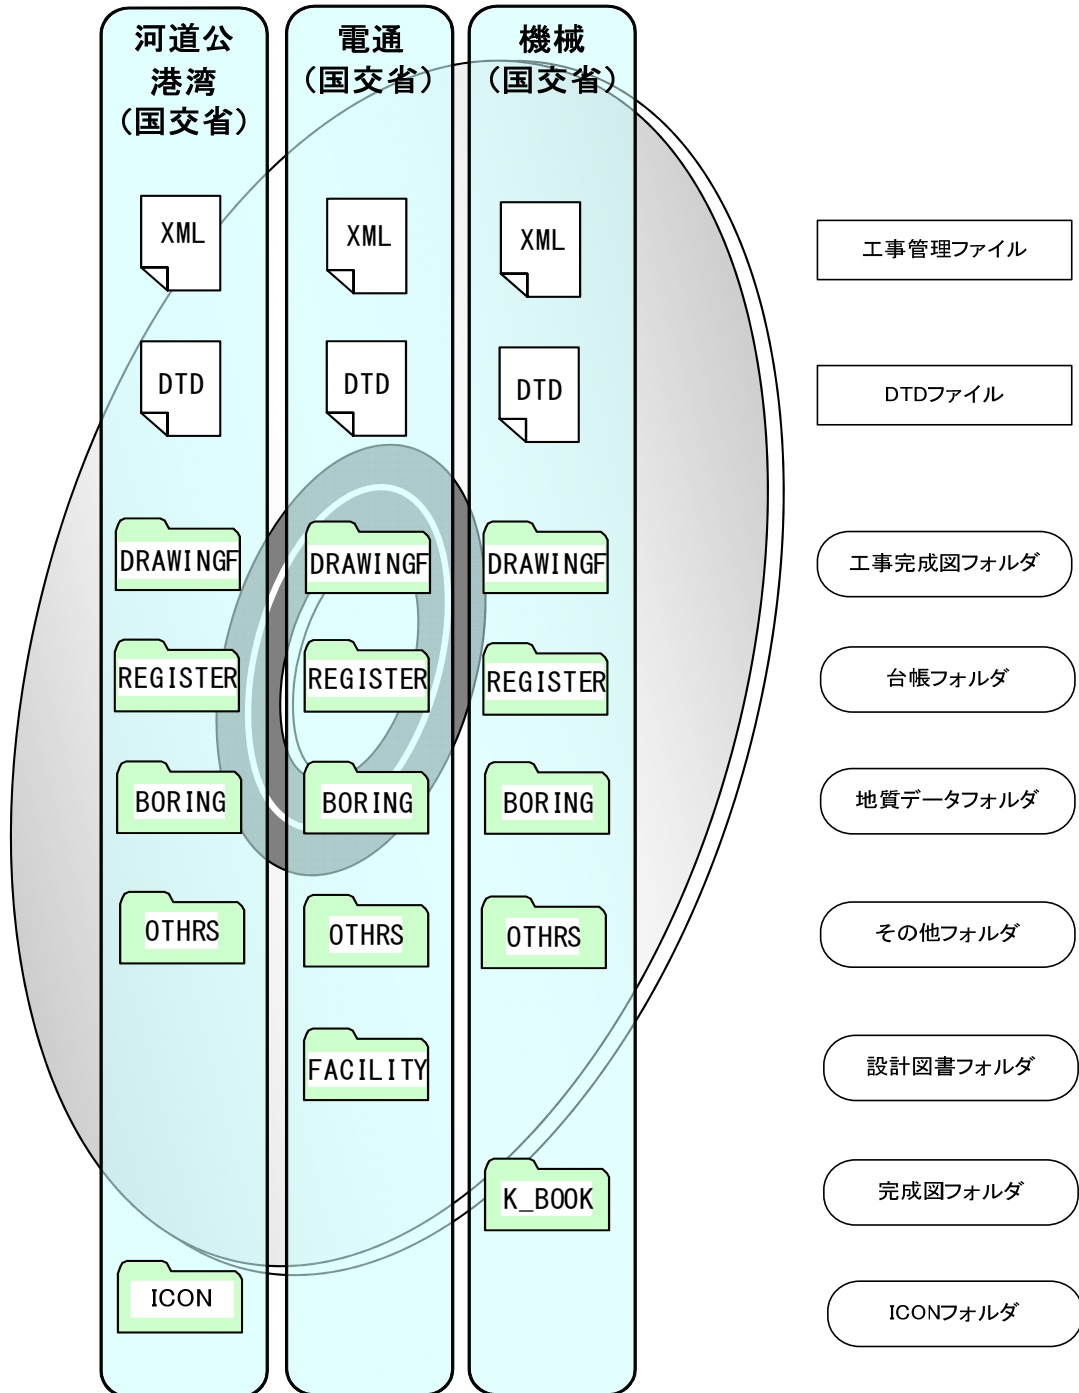 河道公
港湾
（国交省）
電通
（国交省）
機械
（国交省）
XML
XML
XML
工事管理ファイル
DTD
DTD
DTD
DTDファイル
DRAWINGF
DRAWINGF
DRAWINGF
工事完成図フォルダ
REGISTER
REGISTER
REGISTER
台帳フォルダ
BORING
BORING
BORING
地質データフォルダ
OTHRS
OTHRS
OTHRS
その他フォルダ
FACILITY
設計図書フォルダ
K_BOOK
完成図フォルダ
ICON
ICONフォルダ